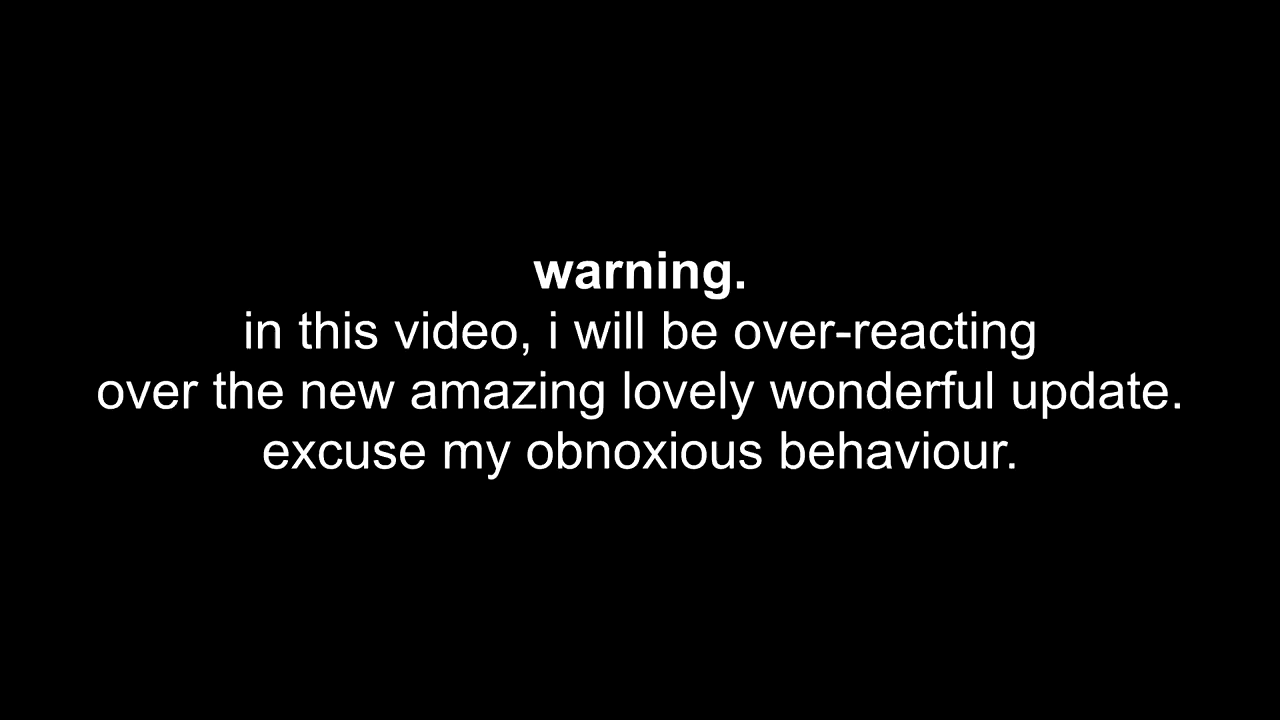 warning.
in this video, i will be over-reacting
over the new amazing lovely wonderful update.
excuse my obnoxious behaviour.